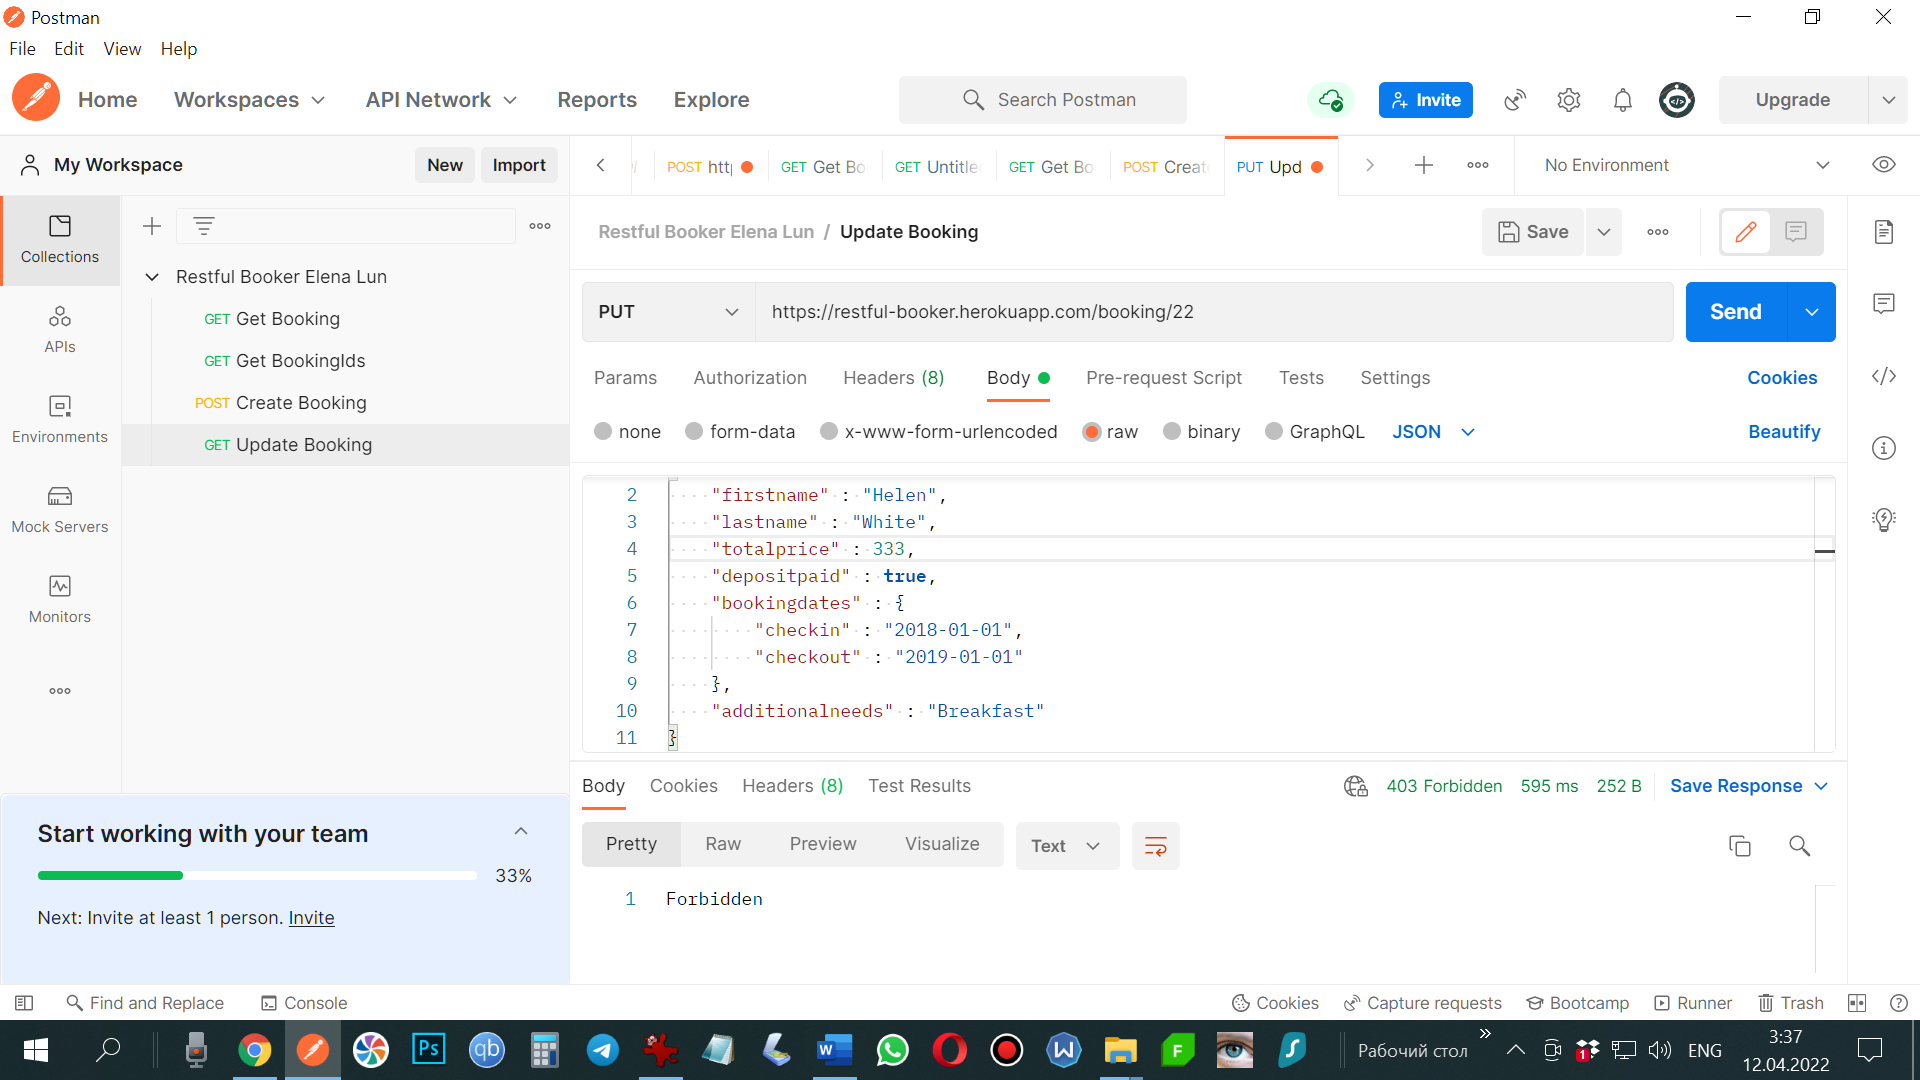 Postman
File Edit View Help
Home Workspaces API Network Reports Explore
Search Postman
Invite
Upgrade
My Workspace
New Import
POST htt
GET Get Bo
GET Untitle
GET Get Bo
POST Creat
PUT Upd
No Environment
Collections
APIs
Environments
Mock Servers
Monitors
Restful Booker Elena Lun
GET Get Booking
GET Get BookingIds
POST Create Booking
GET Update Booking
Restful Booker Elena Lun / Update Booking
Save
PUT https://restful-booker.herokuapp.com/booking/22
Send
Params Authorization Headers (8) Body Pre-request Script Tests Settings Cookies
none form-data x-www-form-urlencoded raw binary GraphQL JSON Beautify
2 "firstname" : "Helen",
3 "lastname" : "White",
4 "totalprice" : 333,
5 "depositpaid" : true,
6 "bookingdates" : {
7 "checkin" : "2018-01-01",
8 "checkout" : "2019-01-01"
9 },
10 "additionalneeds" : "Breakfast"
11 }
Body Cookies Headers (8) Test Results
403 Forbidden 595 ms 252 B Save Response
Pretty Raw Preview Visualize Text
1 Forbidden
Start working with your team
33%
Next: Invite at least 1 person. Invite
Find and Replace Console
Cookies Capture requests Bootcamp Runner Trash
Ps
qb
W
F
Рабочий стол
1
ENG
3:37
12.04.2022